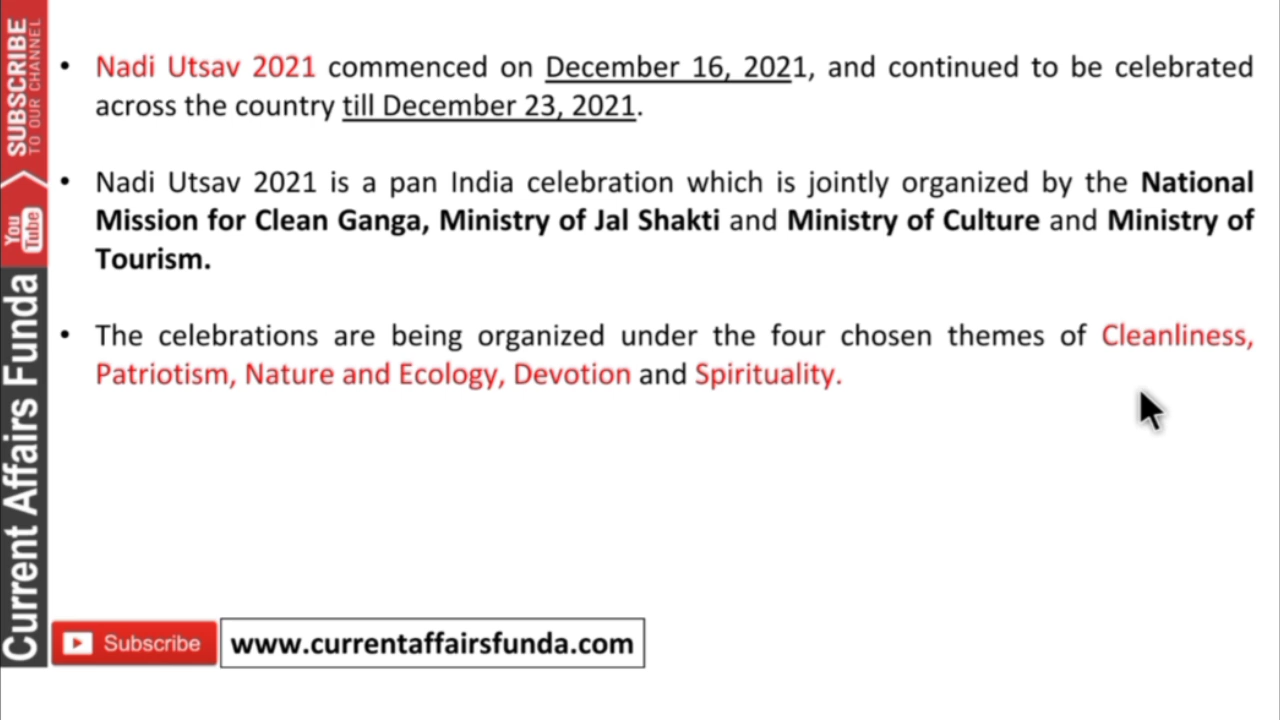 • Nadi Utsav 2021 commenced on December 16, 2021, and continued to be celebrated
across the country till December 23, 2021.
• Nadi Utsav 2021 is a pan India celebration which is jointly organized by the National
Mission for Clean Ganga, Ministry of Jal Shakti and Ministry of Culture and Ministry of
Tourism.
• The celebrations are being organized under the four chosen themes of Cleanliness,
Patriotism, Nature and Ecology, Devotion and Spirituality.
SUBSCRIBE
TO OUR CHANNEL
You
Tube
Current Affairs Funda
Subscribe
www.currentaffairsfunda.com